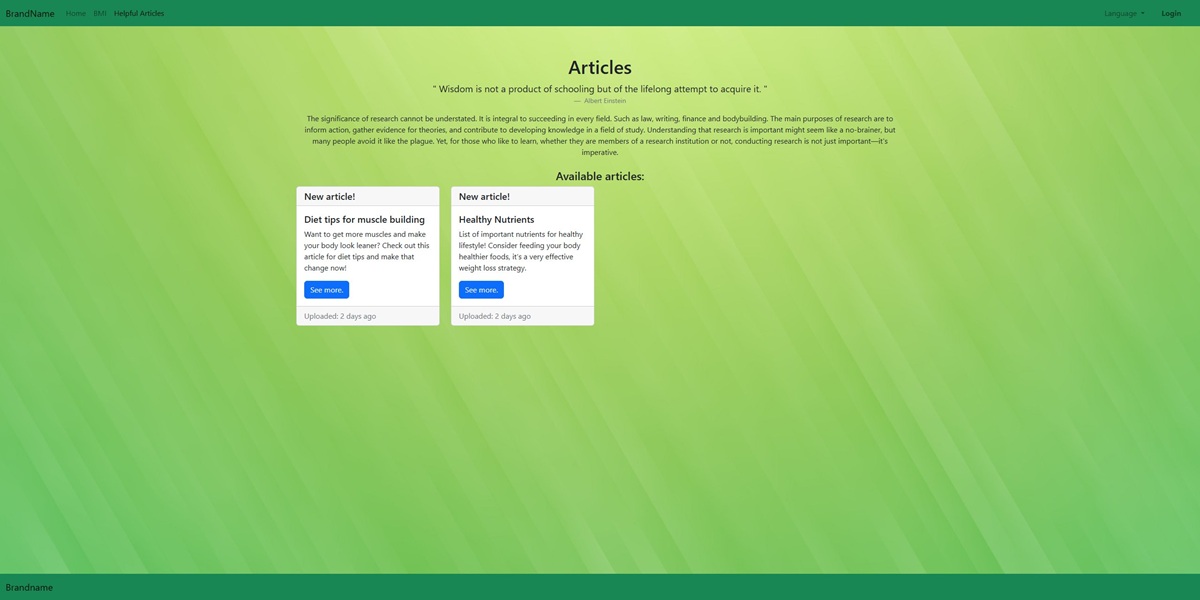 BrandName Home BMI Helpful Articles Language Login
Articles
" Wisdom is not a product of schooling but of the lifelong attempt to acquire it. "
— Albert Einstein
The significance of research cannot be understated. It is integral to succeeding in every field. Such as law, writing, finance and bodybuilding. The main purposes of research are to
inform action, gather evidence for theories, and contribute to developing knowledge in a field of study. Understanding that research is important might seem like a no-brainer, but
many people avoid it like the plague. Yet, for those who like to learn, whether they are members of a research institution or not, conducting research is not just important—it's
imperative.
Available articles:
New article!
Diet tips for muscle building
Want to get more muscles and make
your body look leaner? Check out this
article for diet tips and make that
change now!
See more.
Uploaded: 2 days ago
New article!
Healthy Nutrients
List of important nutrients for healthy
lifestyle! Consider feeding your body
healthier foods, it's a very effective
weight loss strategy.
See more.
Uploaded: 2 days ago
Brandname